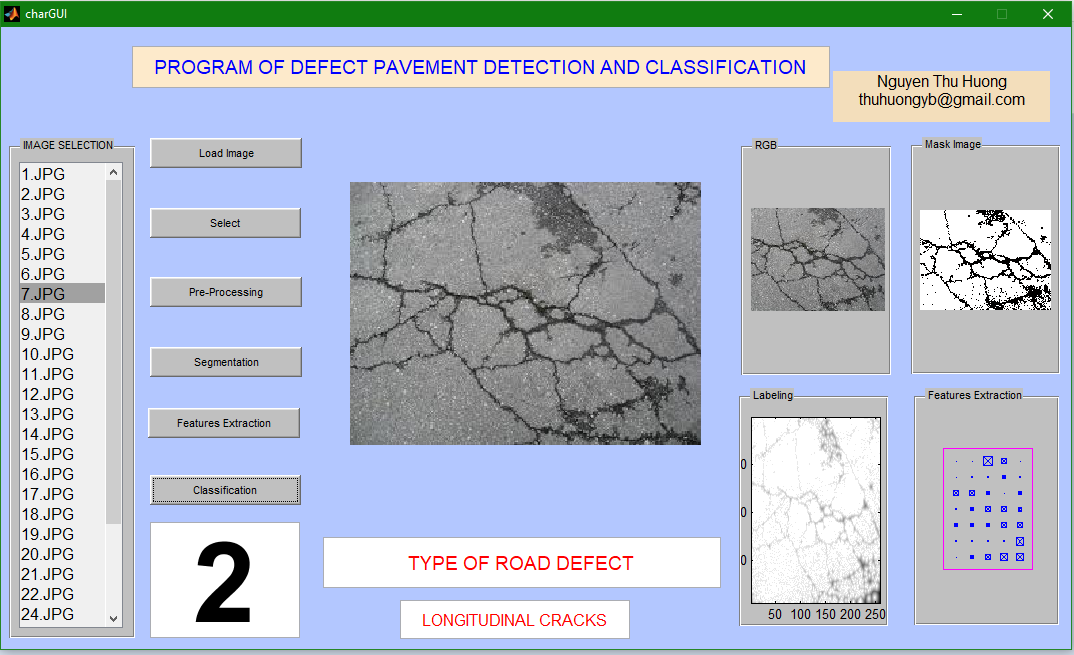 charGUI
PROGRAM OF DEFECT PAVEMENT DETECTION AND CLASSIFICATION
Nguyen Thu Huong
thuhuongyb@gmail.com
IMAGE SELECTION
1.JPG
2.JPG
3.JPG
4.JPG
5.JPG
6.JPG
7.JPG
8.JPG
9.JPG
10.JPG
11.JPG
12.JPG
13.JPG
14.JPG
15.JPG
16.JPG
17.JPG
18.JPG
19.JPG
20.JPG
21.JPG
22.JPG
24.JPG
Load Image
Select
Pre-Processing
Segmentation
Features Extraction
Classification
2
TYPE OF ROAD DEFECT
LONGITUDINAL CRACKS
RGB
Mask Image
Labeling
0
0
0
50 100 150 200 250
Features Extraction